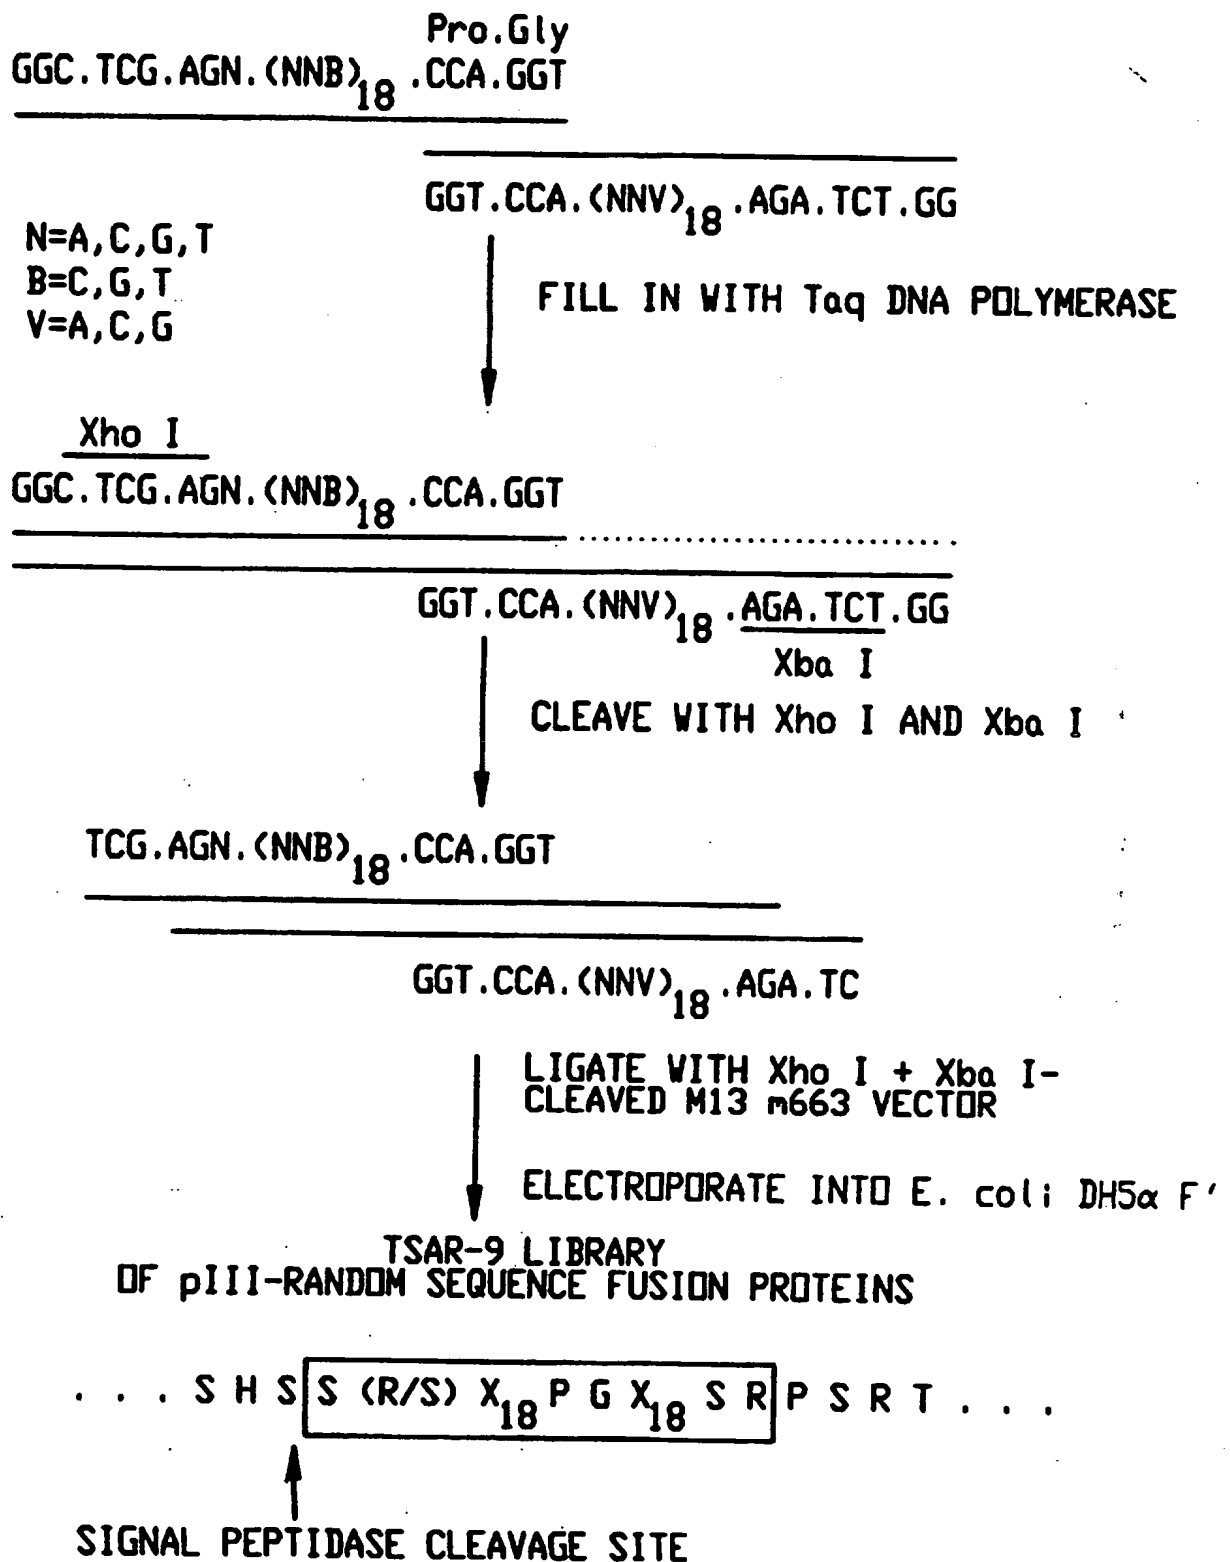 Pro.Gly
GGC.TCG.AGN.(NNB)18 .CCA.GGT
GGT.CCA.(NNV)18 .AGA.TCT.GG
N=A,C,G,T
B=C,G,T
V=A,C,G
FILL IN WITH Taq DNA POLYMERASE
Xho I
GGC.TCG.AGN.(NNB)18 .CCA.GGT
GGT.CCA.(NNV)18 .AGA.TCT.GG
Xba I
CLEAVE WITH Xho I AND Xba I
TCG.AGN.(NNB)18 .CCA.GGT
GGT.CCA.(NNV)18 .AGA.TC
LIGATE WITH Xho I + Xba I-
CLEAVED M13 m663 VECTOR
ELECTROPORATE INTO E. coli DH5α F'
TSAR-9 LIBRARY
OF pIII-RANDOM SEQUENCE FUSION PROTEINS
. . . S H S S (R/S) X18 P G X18 S R P S R T . . .
SIGNAL PEPTIDASE CLEAVAGE SITE